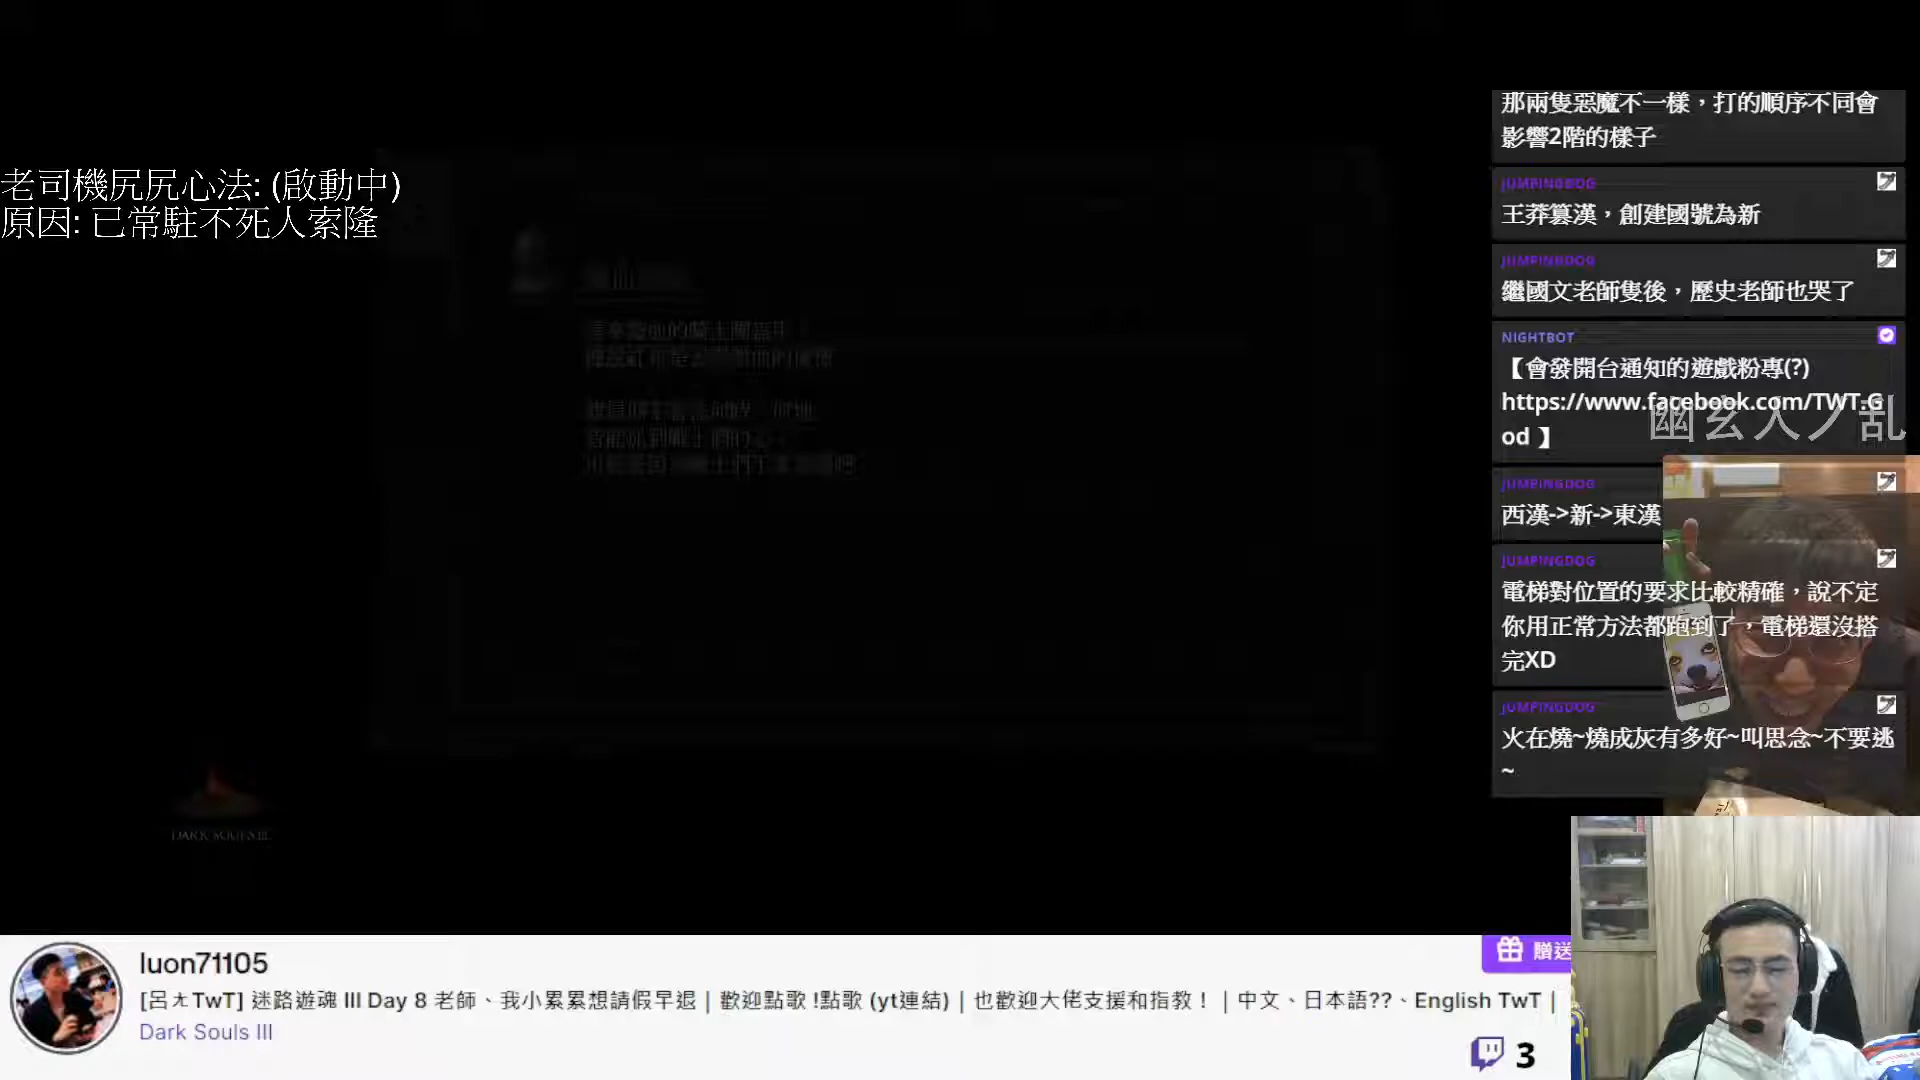 那兩隻惡魔不一樣，打的順序不同會
影響2階的樣子
老司機尻尻心法: (啟動中)
原因: 已常駐不死人索隆
JUMPINGDOG
王莽篡漢，創建國號為新
JUMPINGDOG
繼國文老師隻後，歷史老師也哭了
NIGHTBOT
【會發開台通知的遊戲粉專(?)
https://www.facebook.com/TWT.G
od 】
幽玄人ノ乱
JUMPINGDOG
西漢->新->東漢
JUMPINGDOG
電梯對位置的要求比較精確，說不定
你用正常方法都跑到了，電梯還沒搭
完XD
JUMPINGDOG
火在燒~燒成灰有多好~叫思念~不要逃
~
DARK SOULS III
luon71105
贈送
[呂ㄤTwT] 迷路遊魂 III Day 8 老師、我小累累想請假早退 | 歡迎點歌 !點歌 (yt連結) | 也歡迎大佬支援和指教！ | 中文、日本語??、English TwT |
Dark Souls III
3